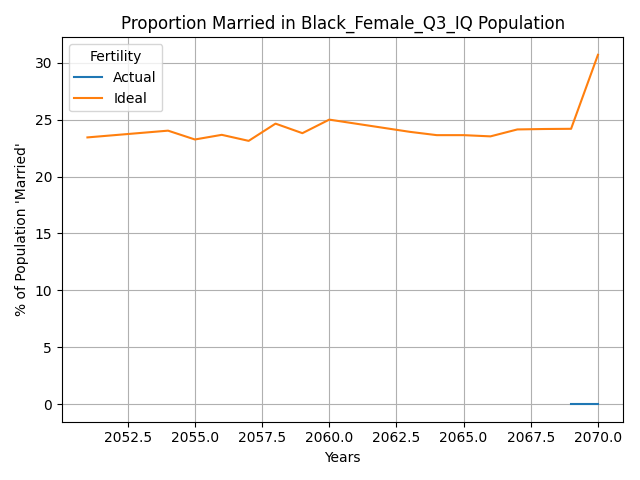 Proportion Married in Black_Female_Q3_IQ Population
Fertility
Actual
Ideal
% of Population 'Married'
30
25
20
15
10
5
0
2052.5 2055.0 2057.5 2060.0 2062.5 2065.0 2067.5 2070.0
Years